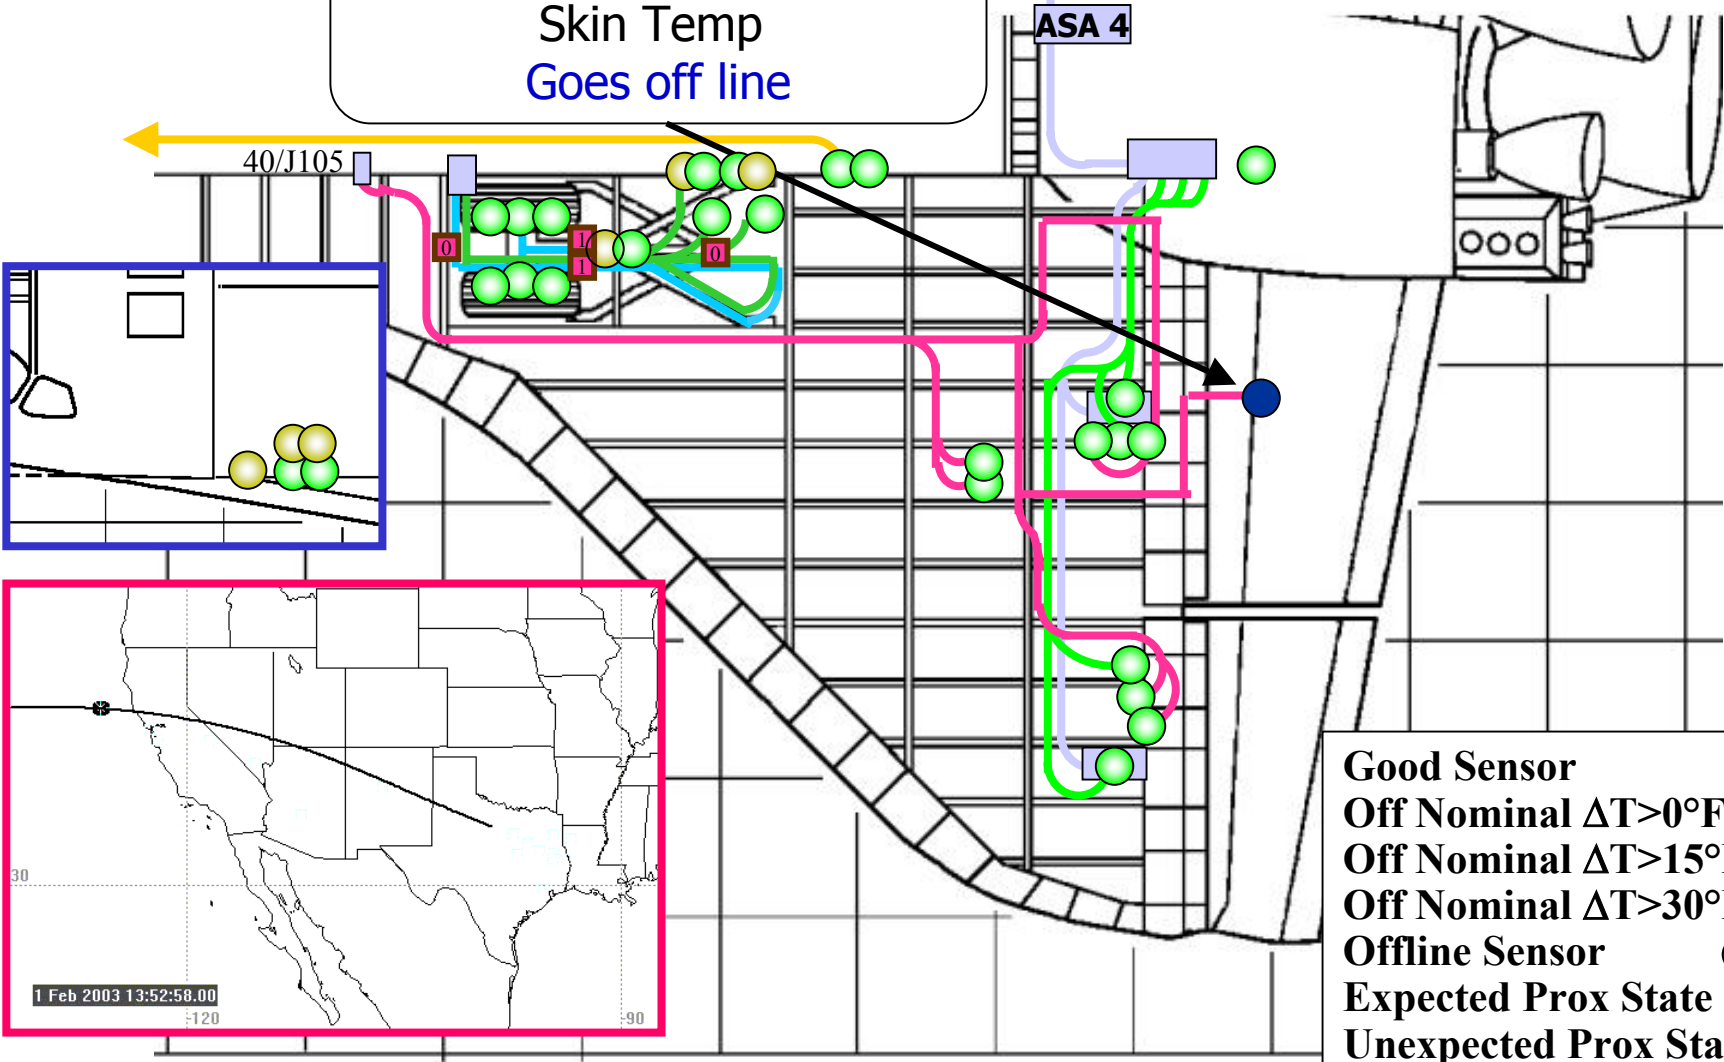 Skin Temp
Goes off line
ASA 4
40/J105
0
1
1
0
30
1 Feb 2003 13:52:58.00
-120
-90
Good Sensor
Off Nominal ΔT>0°F
Off Nominal ΔT>15°
Off Nominal ΔT>30°
Offline Sensor
Expected Prox State
Unexpected Prox Sta